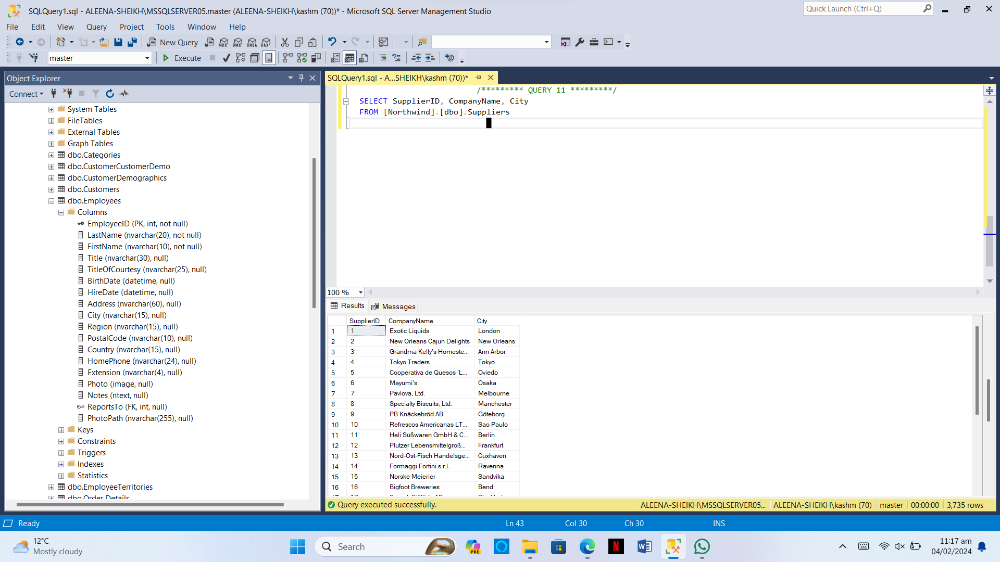 SQLQuery1.sql - ALEENA-SHEIKH\MSSQLSERVER05.master (ALEENA-SHEIKH\kashm (70))* - Microsoft SQL Server Management Studio
Quick Launch (Ctrl+Q)
File Edit View Query Project Tools Window Help
New Query MDX DMX XMLA DAX
master Execute
Object Explorer
Connect
System Tables
FileTables
External Tables
Graph Tables
dbo.Categories
dbo.CustomerCustomerDemo
dbo.CustomerDemographics
dbo.Customers
dbo.Employees
Columns
EmployeeID (PK, int, not null)
LastName (nvarchar(20), not null)
FirstName (nvarchar(10), not null)
Title (nvarchar(30), null)
TitleOfCourtesy (nvarchar(25), null)
BirthDate (datetime, null)
HireDate (datetime, null)
Address (nvarchar(60), null)
City (nvarchar(15), null)
Region (nvarchar(15), null)
PostalCode (nvarchar(10), null)
Country (nvarchar(15), null)
HomePhone (nvarchar(24), null)
Extension (nvarchar(4), null)
Photo (image, null)
Notes (ntext, null)
ReportsTo (FK, int, null)
PhotoPath (nvarchar(255), null)
Keys
Constraints
Triggers
Indexes
Statistics
dbo.EmployeeTerritories
dbo.Order Details
SQLQuery1.sql - A...SHEIKH\kashm (70))*
/********* QUERY 11 *********/
SELECT SupplierID, CompanyName, City
FROM [Northwind].[dbo].Suppliers
100 %
Results Messages
SupplierID CompanyName City
1 1 Exotic Liquids London
2 2 New Orleans Cajun Delights New Orleans
3 3 Grandma Kelly's Homeste... Ann Arbor
4 4 Tokyo Traders Tokyo
5 5 Cooperativa de Quesos 'L... Oviedo
6 6 Mayumi's Osaka
7 7 Pavlova, Ltd. Melbourne
8 8 Specialty Biscuits, Ltd. Manchester
9 9 PB Knäckebröd AB Göteborg
10 10 Refrescos Americanas LT... Sao Paulo
11 11 Heli Süßwaren GmbH & C... Berlin
12 12 Plutzer Lebensmittelgroß... Frankfurt
13 13 Nord-Ost-Fisch Handelsge... Cuxhaven
14 14 Formaggi Fortini s.r.l. Ravenna
15 15 Norske Meierier Sandvika
16 16 Bigfoot Breweries Bend
Query executed successfully. ALEENA-SHEIKH\MSSQLSERVER05... ALEENA-SHEIKH\kashm (70) master 00:00:00 3,735 rows
Ready Ln 43 Col 30 Ch 30 INS
12°C
Mostly cloudy
Search
PRE
N
W
11:17 am
04/02/2024